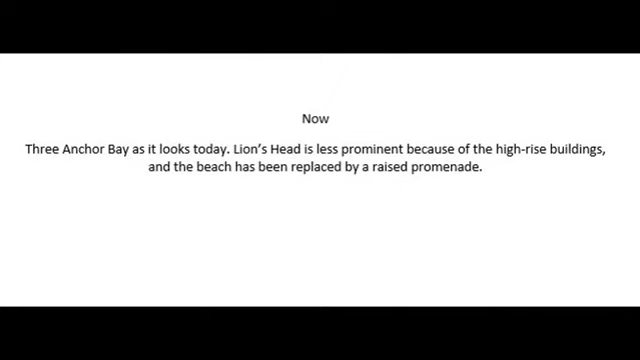 Now
Three Anchor Bay as it looks today. Lion's Head is less prominent because of the high-rise buildings,
and the beach has been replaced by a raised promenade.